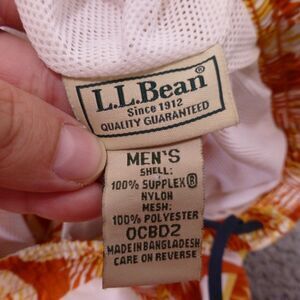 L.L.Bean®
Since 1912
QUALITY GUARANTEED
MEN'S
SHELL:
100% SUPLEX®
NYLON
MESH:
100% POLYESTER
OCBD2
MADE IN BANGLADESH
CARE ON REVERSE